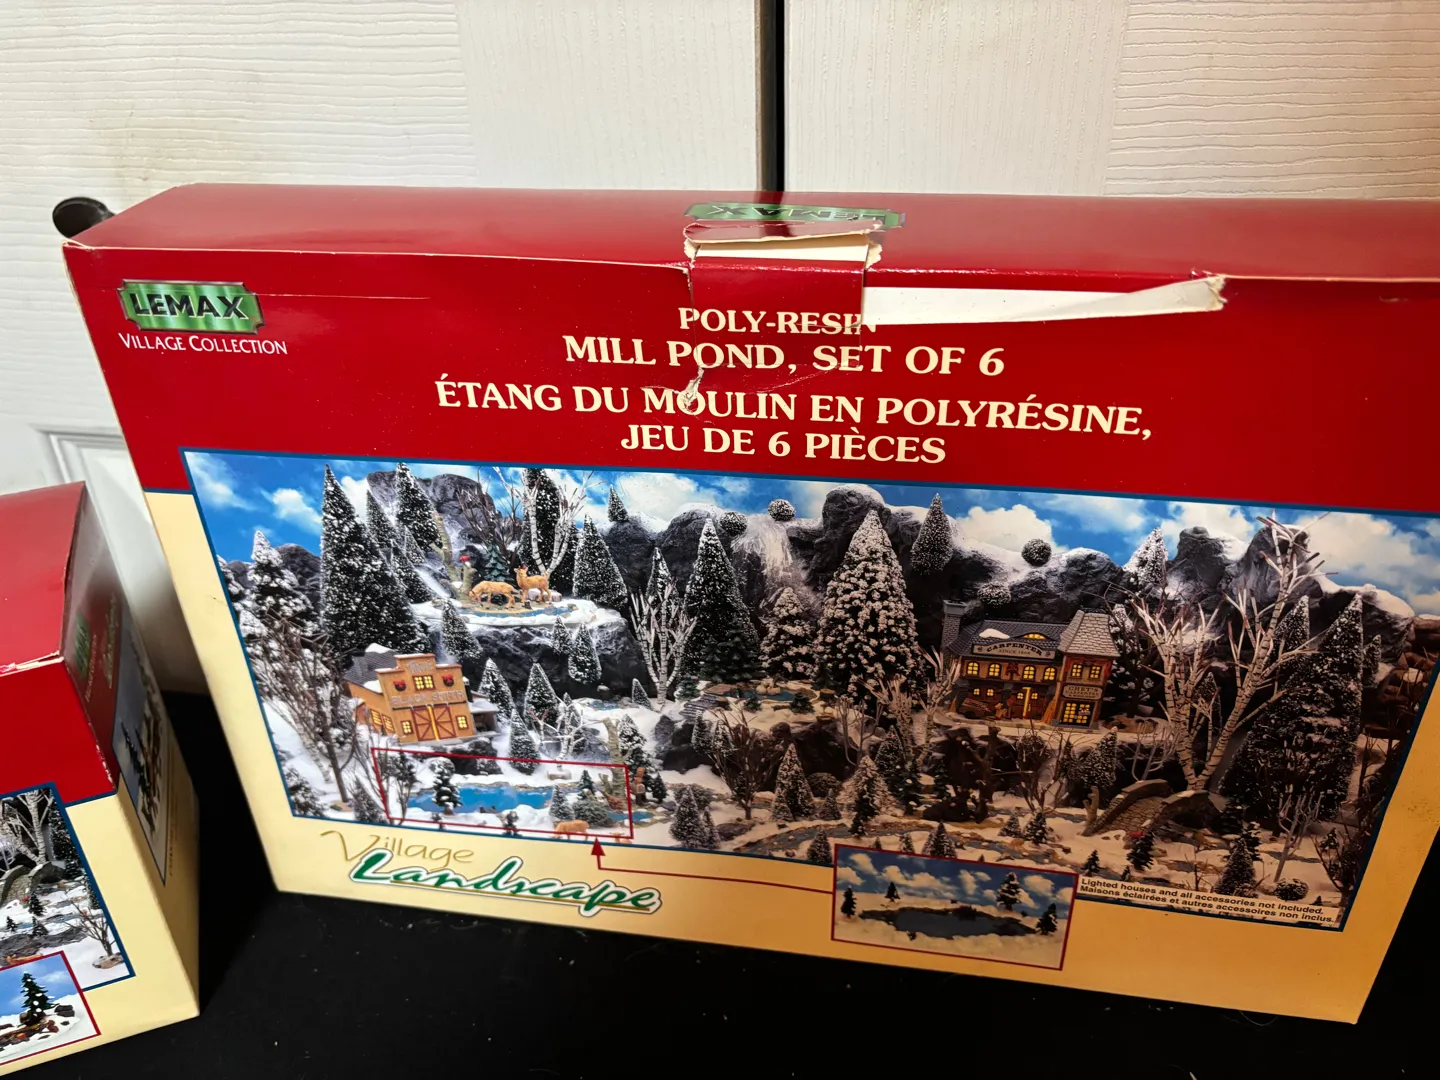 LEMAX
LEMAX
VILLAGE COLLECTION
POLY-RESIN
MILL POND, SET OF 6
ÉTANG DU MOULIN EN POLYRÉSINE,
JEU DE 6 PIÈCES
CARPENTER
Village
Landscape
Lighted houses and all accessories not included.
Maisons éclairées et autres accessoires non inclus.